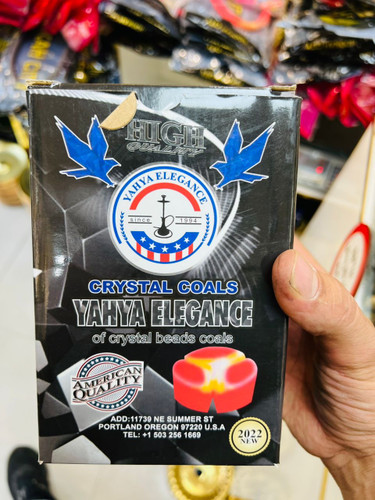 HIGH
YAHYA ELEGANCE
SINCE 1994
CRYSTAL COALS
YAHYA ELEGANCE
of crystal beads coals
AMERICAN
QUALITY
ADD:11739 NE SUMMER ST
PORTLAND OREGON 97220 U.S.A
TEL: +1 503 256 1669
2022
NEW